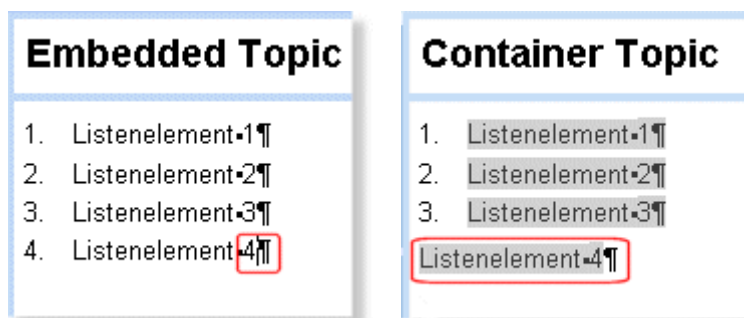 Embedded Topic
1. Listenelement▪1¶
2. Listenelement▪2¶
3. Listenelement▪3¶
4. Listenelement▪4¶
Container Topic
1. Listenelement▪1¶
2. Listenelement▪2¶
3. Listenelement▪3¶
Listenelement▪4¶